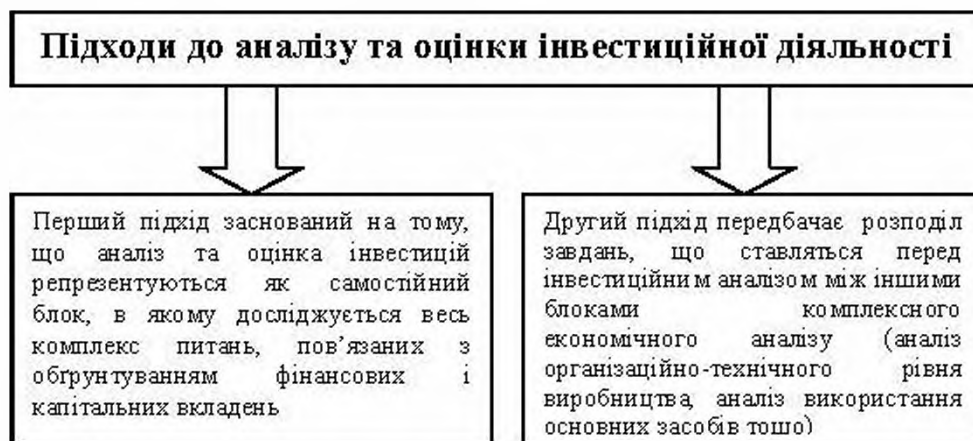 Підходи до аналізу та оцінки інвестиційної діяльності
Перший підхід заснований на тому,
що аналіз та оцінка інвестицій
репрезентуються як самостійний
блок, в якому досліджується весь
комплекс питань, пов’язаних з
обґрунтуванням фінансових і
капітальних вкладень
Другий підхід передбачає розподіл
завдань, що ставляться перед
інвестиційним аналізом між іншими
блоками комплексного
економічного аналізу (аналіз
організаційно-технічного рівня
виробництва, аналіз використання
основних засобів тошо)